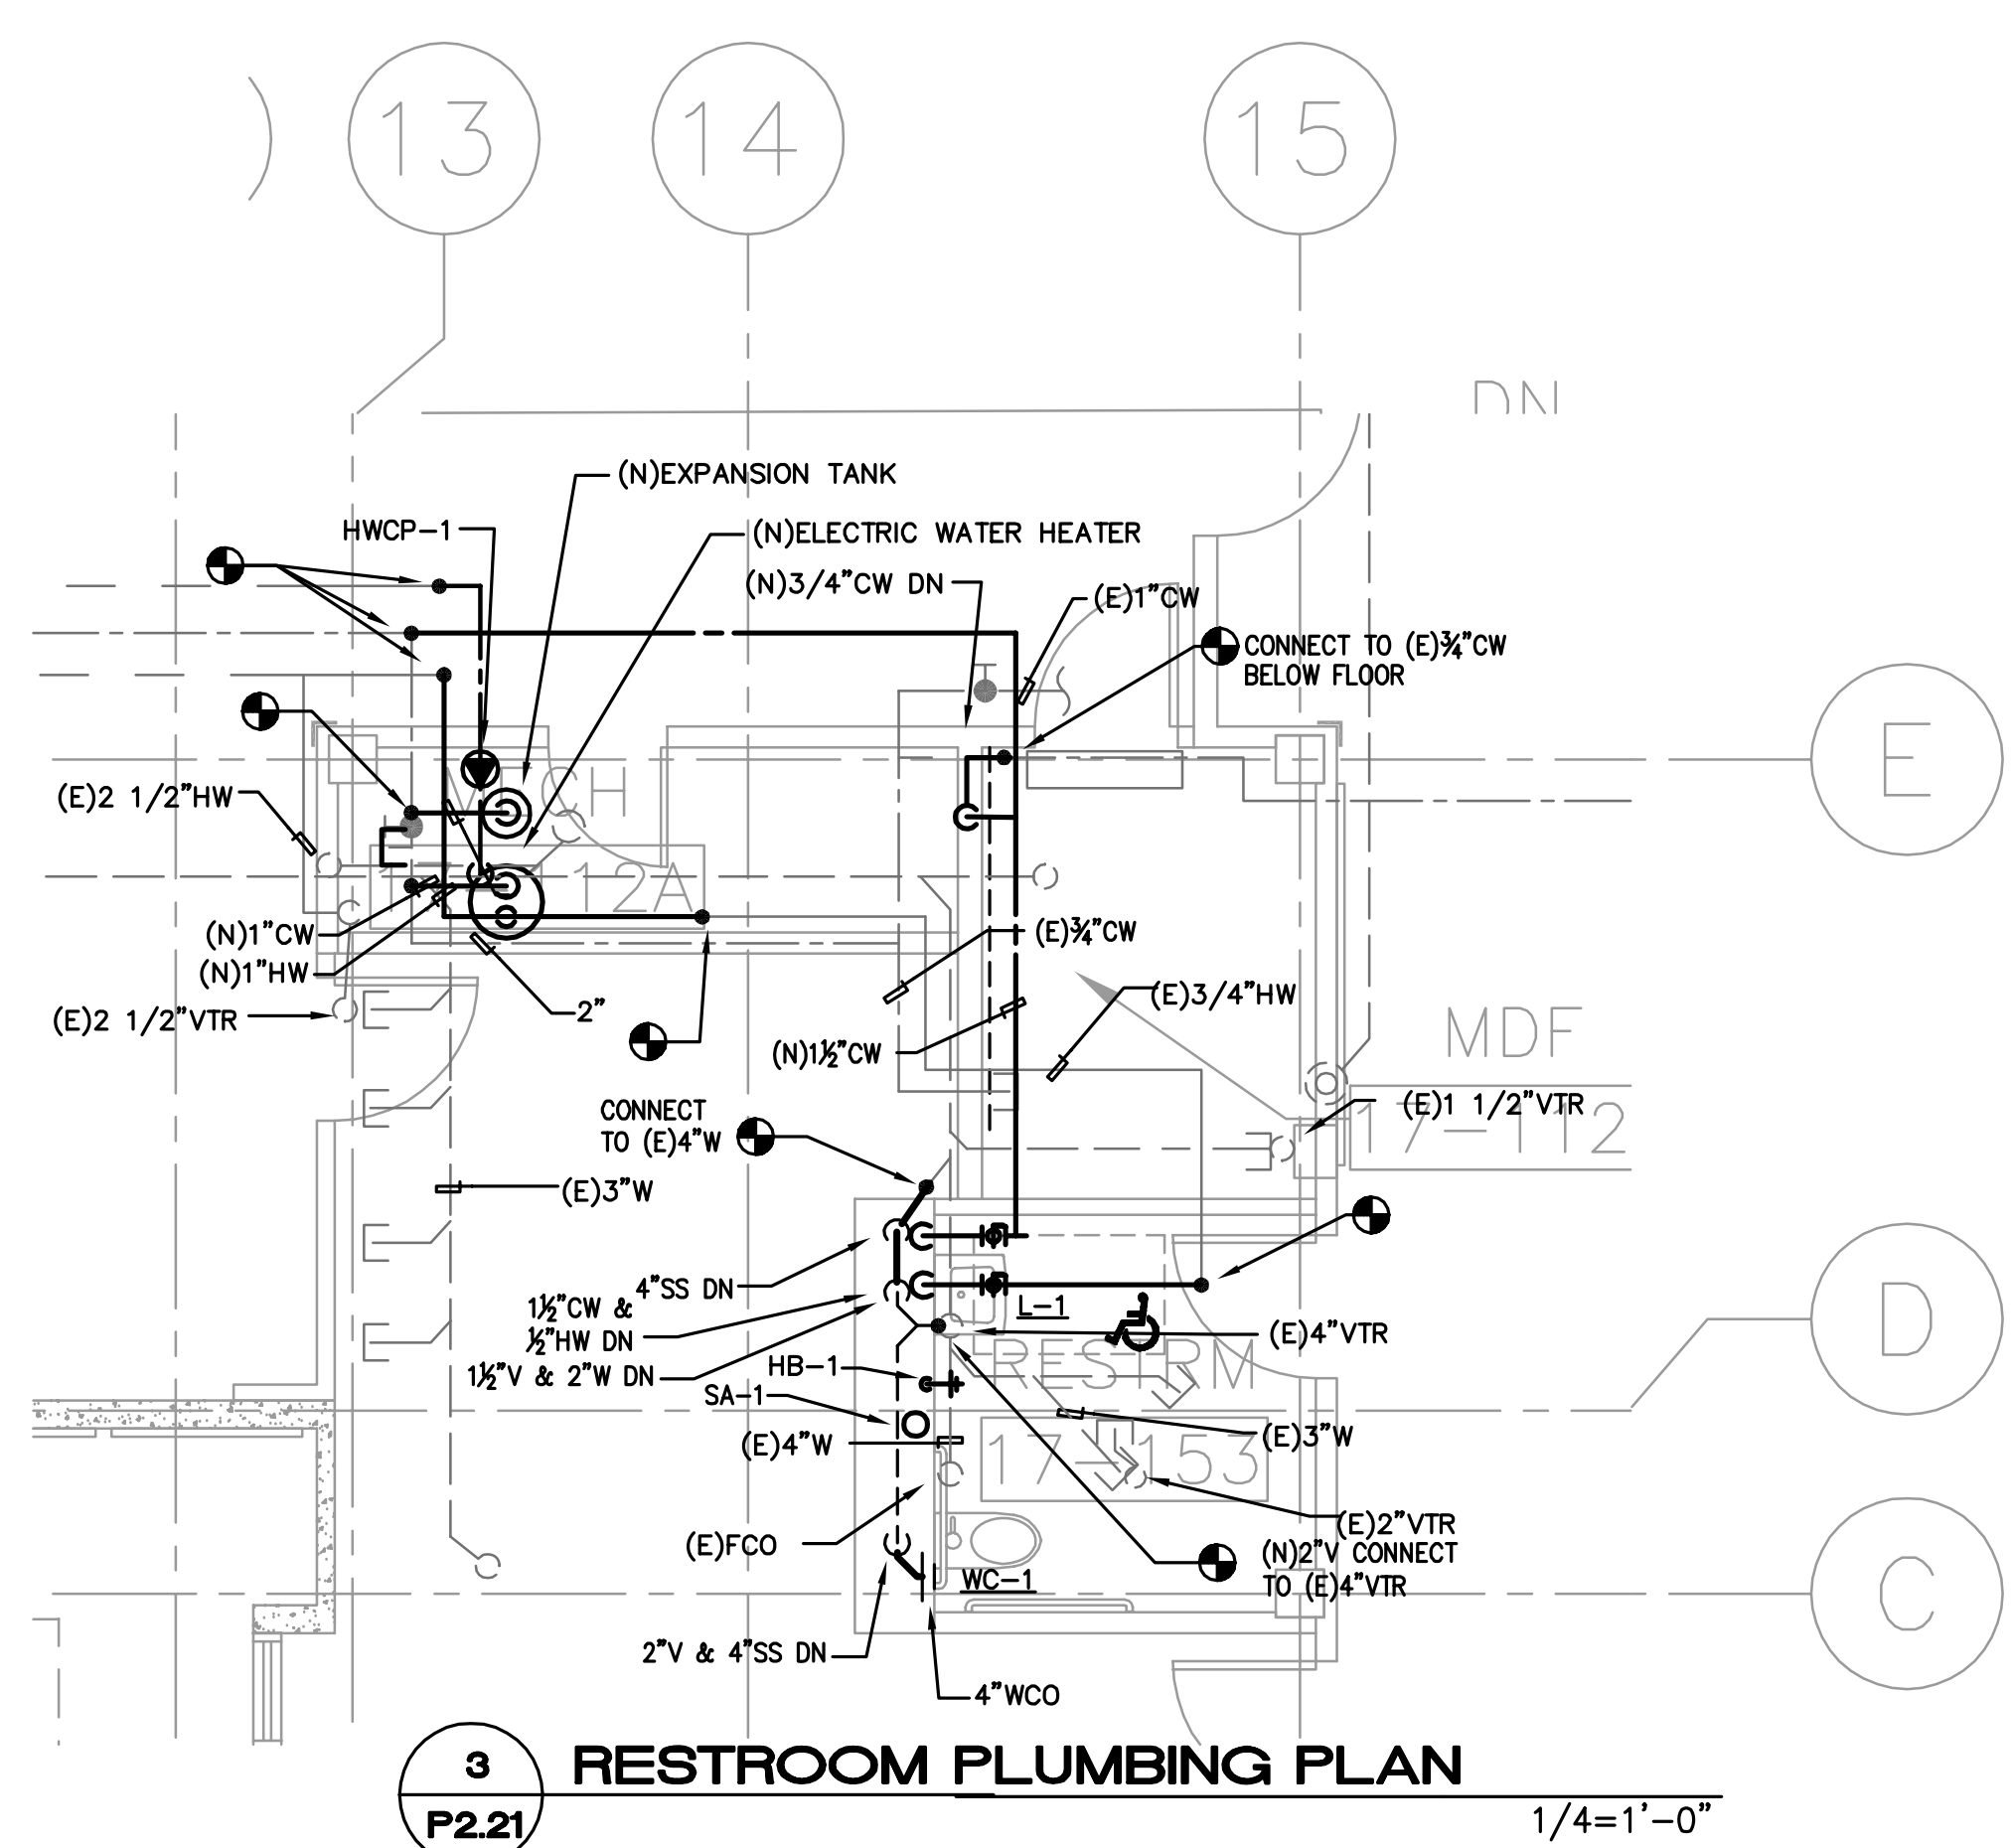 13
14
15
DN
(N)EXPANSION TANK
HWCP-1
(N)ELECTRIC WATER HEATER
(N)3/4"CW DN
(E)1"CW
CONNECT TO (E)¾"CW
BELOW FLOOR
E
(E)2 1/2"HW
12A
(N)1"CW
(N)1"HW
(E)¾"CW
(E)2 1/2"VTR
2"
(E)3/4"HW
MDF
(N)1½"CW
CONNECT
TO (E)4"W
(E)1 1/2"VTR
17-112
(E)3"W
4"SS DN
1½"CW &
½"HW DN
L-1
D
(E)4"VTR
1½"V & 2"W DN
HB-1
RESTRM
SA-1
(E)4"W
17-153
(E)3"W
(E)FCO
(E)2"VTR
(N)2"V CONNECT
TO (E)4"VTR
WC-1
C
2"V & 4"SS DN
4"WCO
3
P2.21
RESTROOM PLUMBING PLAN
1/4=1'-0"